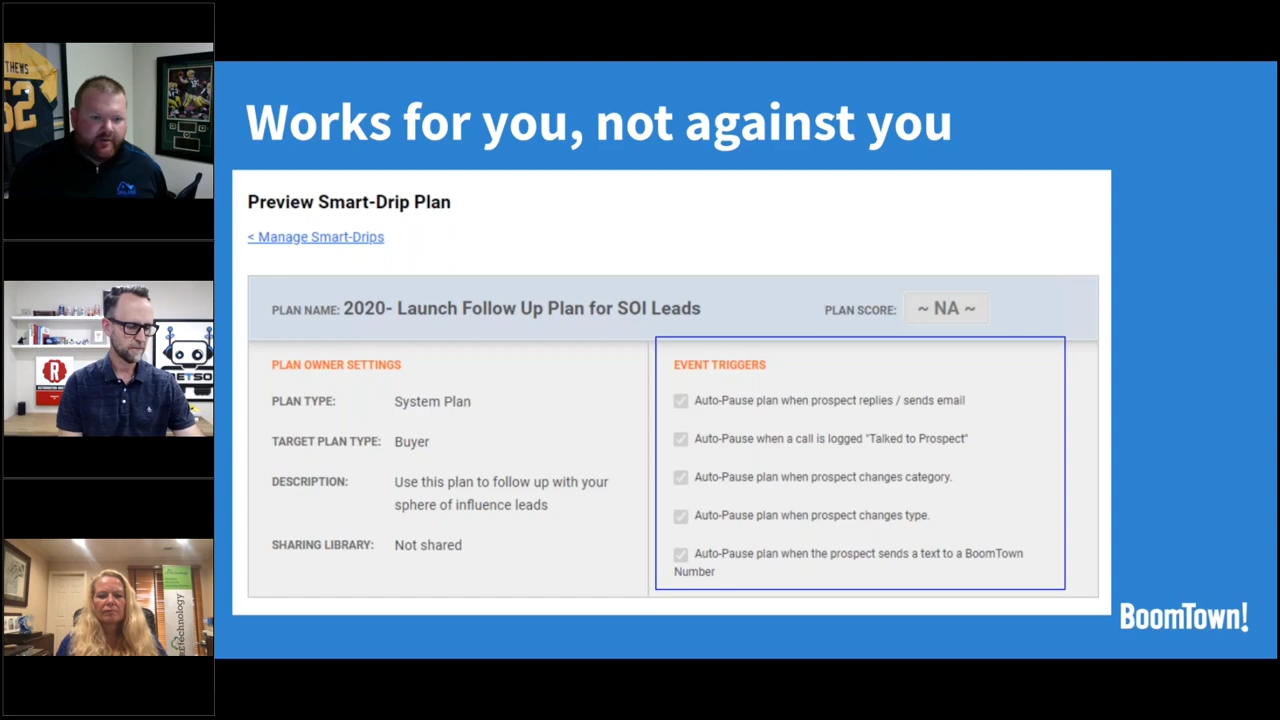 THEWS
52
R
ETSO
REtechnology
Works for you, not against you
Preview Smart-Drip Plan
< Manage Smart-Drips
PLAN NAME: 2020- Launch Follow Up Plan for SOI Leads
PLAN SCORE: ~ NA ~
PLAN OWNER SETTINGS
PLAN TYPE: System Plan
TARGET PLAN TYPE: Buyer
DESCRIPTION: Use this plan to follow up with your
sphere of influence leads
SHARING LIBRARY: Not shared
EVENT TRIGGERS
Auto-Pause plan when prospect replies / sends email
Auto-Pause when a call is logged "Talked to Prospect"
Auto-Pause plan when prospect changes category.
Auto-Pause plan when prospect changes type.
Auto-Pause plan when the prospect sends a text to a BoomTown
Number
BoomTown!